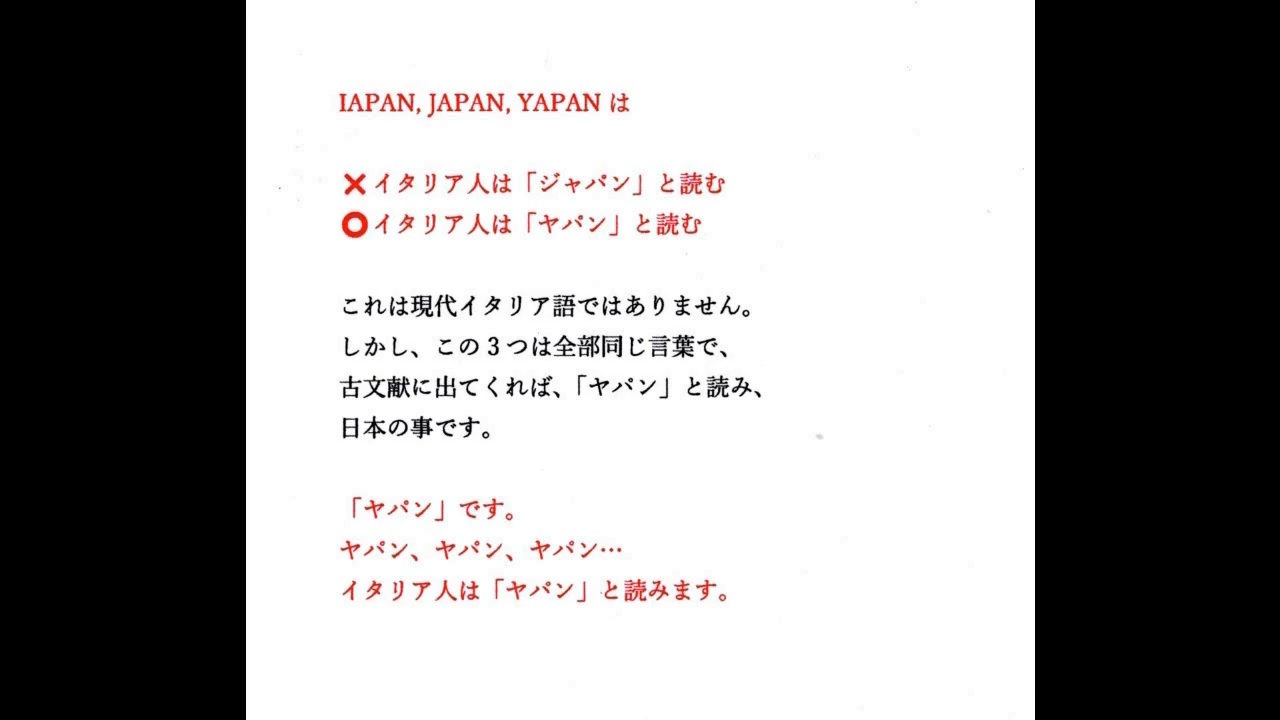 IAPAN, JAPAN, YAPAN は
❌イタリア人は「ジャパン」と読む
⭕イタリア人は「ヤパン」と読む
これは現代イタリア語ではありません。
しかし、この3つは全部同じ言葉で、
古文献に出てくれば、「ヤパン」と読み、
日本の事です。
「ヤパン」です。
ヤパン、ヤパン、ヤパン…
イタリア人は「ヤパン」と読みます。